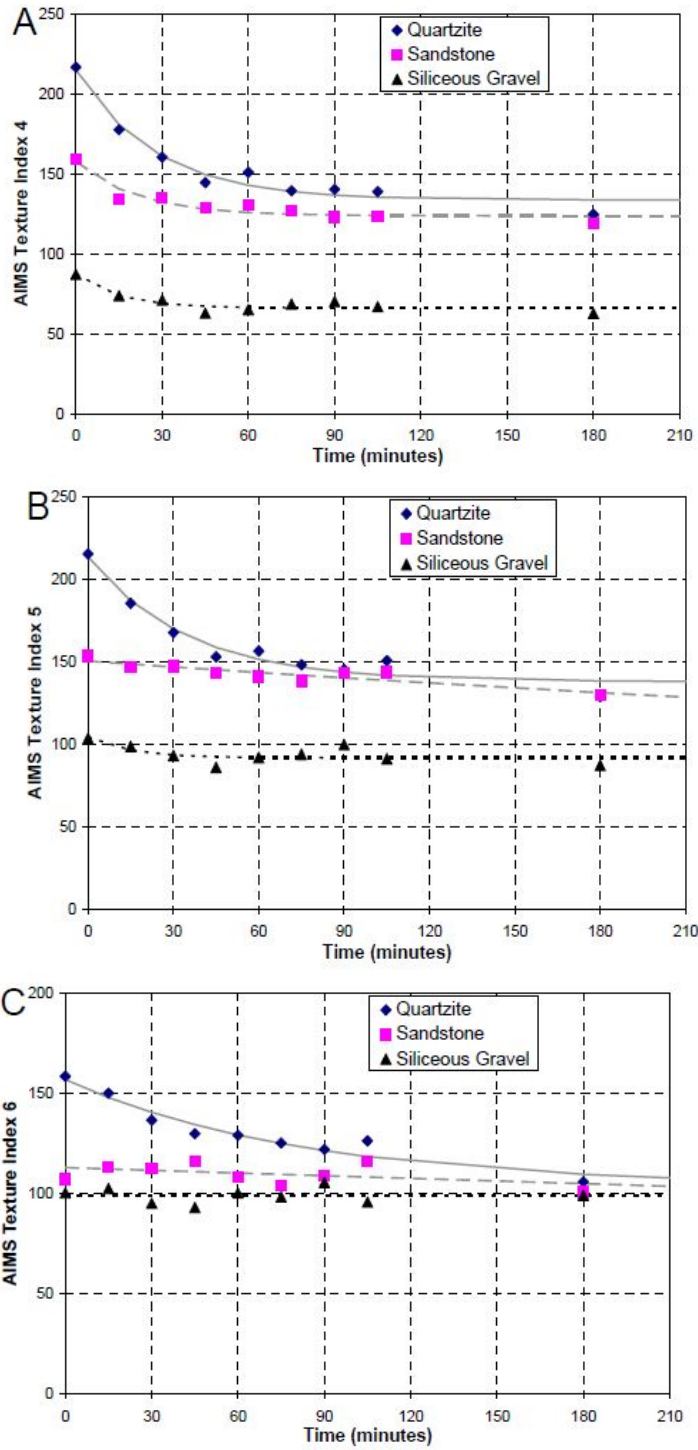 A
250
200
150
100
50
0
AIMS Texture Index 4
Quartzite
Sandstone
Siliceous Gravel
0 30 60 90 120 150 180 210
Time (minutes)
B
250
200
150
100
50
0
AIMS Texture Index 5
Quartzite
Sandstone
Siliceous Gravel
0 30 60 90 120 150 180 210
Time (minutes)
C
200
150
100
50
0
AIMS Texture Index 6
Quartzite
Sandstone
Siliceous Gravel
0 30 60 90 120 150 180 210
Time (minutes)